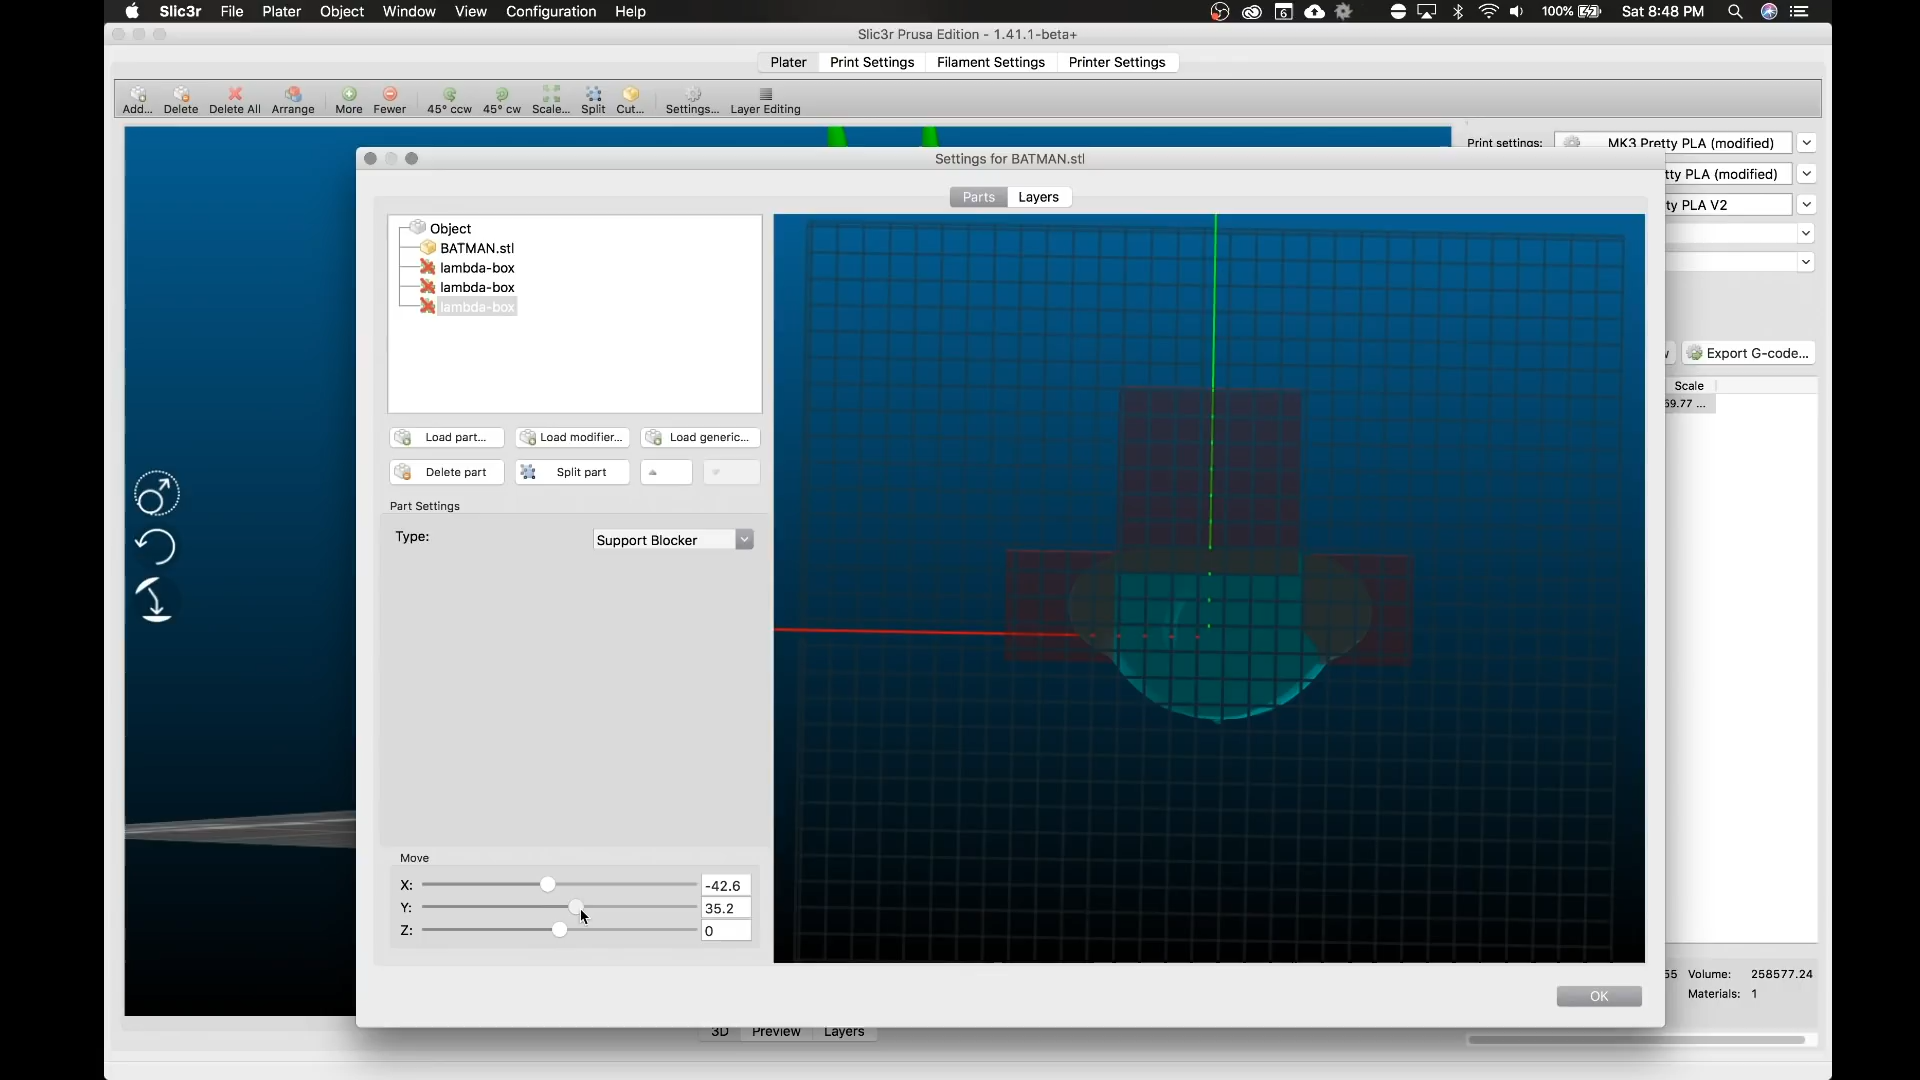 Slic3r File Plater Object Window View Configuration Help 6 100% Sat 8:48 PM
Slic3r Prusa Edition - 1.41.1-beta+
Plater Print Settings Filament Settings Printer Settings
Add... Delete Delete All Arrange More Fewer 45° ccw 45° cw Scale... Split Cut... Settings... Layer Editing
Print settings: MK3 Pretty PLA (modified)
Settings for BATMAN.stl
tty PLA (modified)
Parts Layers
ty PLA V2
Object
BATMAN.stl
lambda-box
lambda-box
lambda-box
Export G-code...
Scale
59.77 ...
Load part... Load modifier... Load generic...
Delete part Split part
Part Settings
Type: Support Blocker
Move
X: -42.6
Y: 35.2
Z: 0
55 Volume: 258577.24
Materials: 1
OK
3D Preview Layers